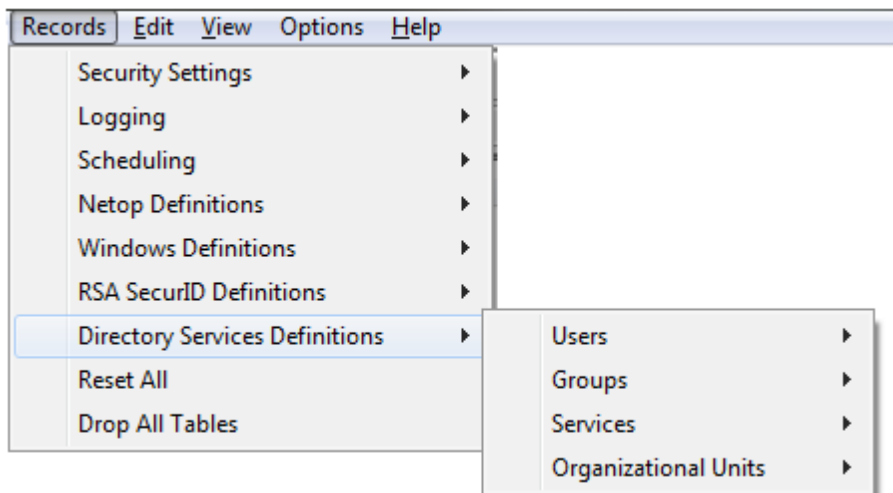 Records Edit View Options Help
Security Settings
Logging
Scheduling
Netop Definitions
Windows Definitions
RSA SecurID Definitions
Directory Services Definitions
Reset All
Drop All Tables
Users
Groups
Services
Organizational Units